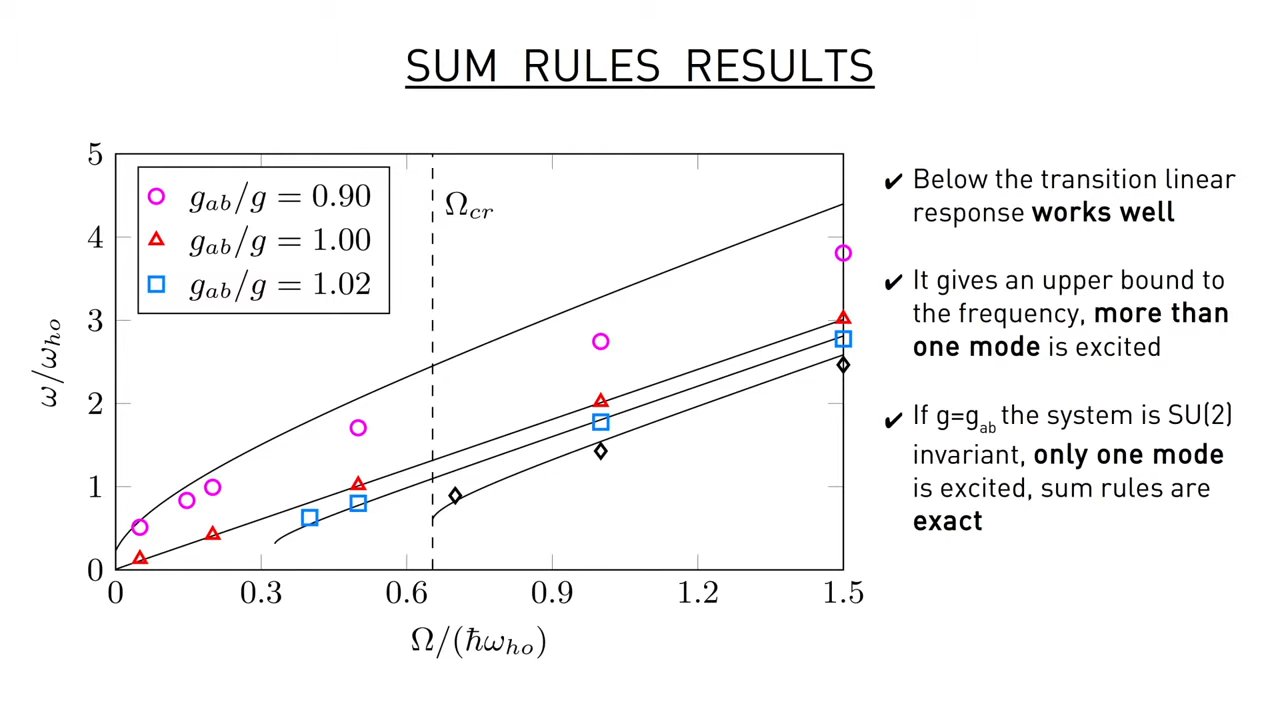 SUM RULES RESULTS
5
4
3
2
1
0
ω/ω_ho
g_ab/g = 0.90
g_ab/g = 1.00
g_ab/g = 1.02
Ω_cr
0 0.3 0.6 0.9 1.2 1.5
Ω/(ħω_ho)
✔ Below the transition linear
response works well
✔ It gives an upper bound to
the frequency, more than
one mode is excited
✔ If g=g_ab the system is SU(2)
invariant, only one mode
is excited, sum rules are
exact